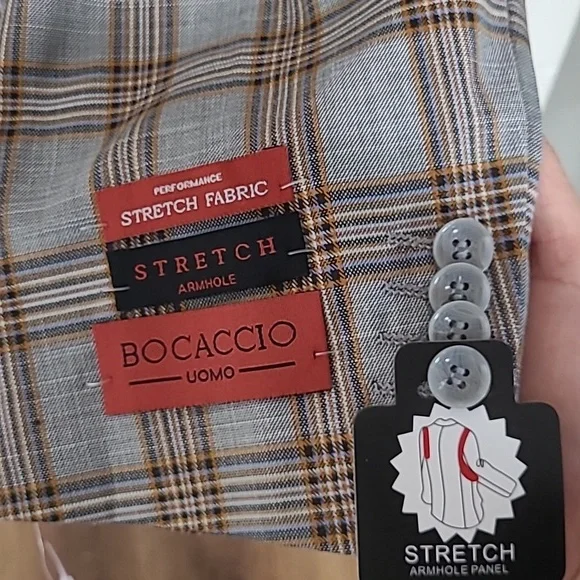 PERFORMANCE
STRETCH FABRIC
STRETCH
ARMHOLE
BOCACCIO
UOMO
STRETCH
ARMHOLE PANEL